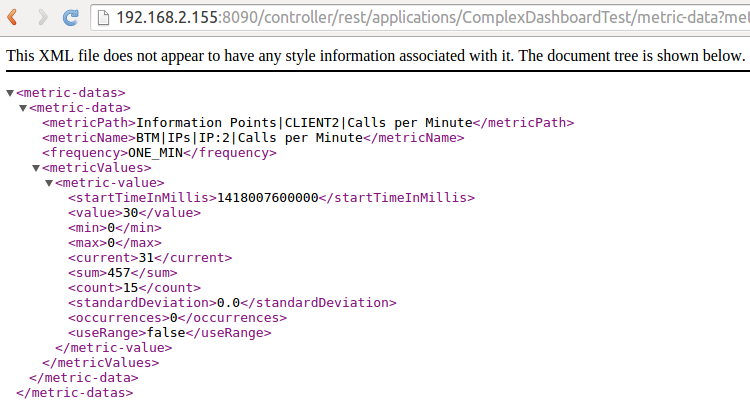 192.168.2.155:8090/controller/rest/applications/ComplexDashboardTest/metric-data?met
This XML file does not appear to have any style information associated with it. The document tree is shown below.
<metric-datas>
<metric-data>
<metricPath>Information Points|CLIENT2|Calls per Minute</metricPath>
<metricName>BTM|IPs|IP:2|Calls per Minute</metricName>
<frequency>ONE_MIN</frequency>
<metricValues>
<metric-value>
<startTimeInMillis>1418007600000</startTimeInMillis>
<value>30</value>
<min>0</min>
<max>0</max>
<current>31</current>
<sum>457</sum>
<count>15</count>
<standardDeviation>0.0</standardDeviation>
<occurrences>0</occurrences>
<useRange>false</useRange>
</metric-value>
</metricValues>
</metric-data>
</metric-datas>